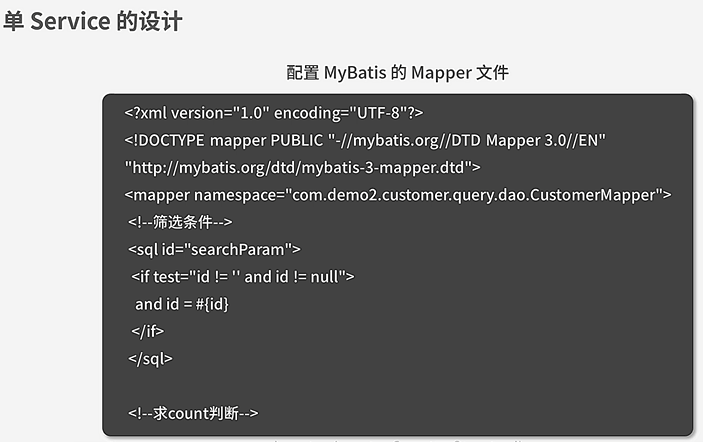 单 Service 的设计
配置 MyBatis 的 Mapper 文件
<?xml version="1.0" encoding="UTF-8"?>
<!DOCTYPE mapper PUBLIC "-//mybatis.org//DTD Mapper 3.0//EN"
"http://mybatis.org/dtd/mybatis-3-mapper.dtd">
<mapper namespace="com.demo2.customer.query.dao.CustomerMapper">
<!--筛选条件-->
<sql id="searchParam">
<if test="id != '' and id != null">
and id = #{id}
</if>
</sql>
<!--求count判断-->